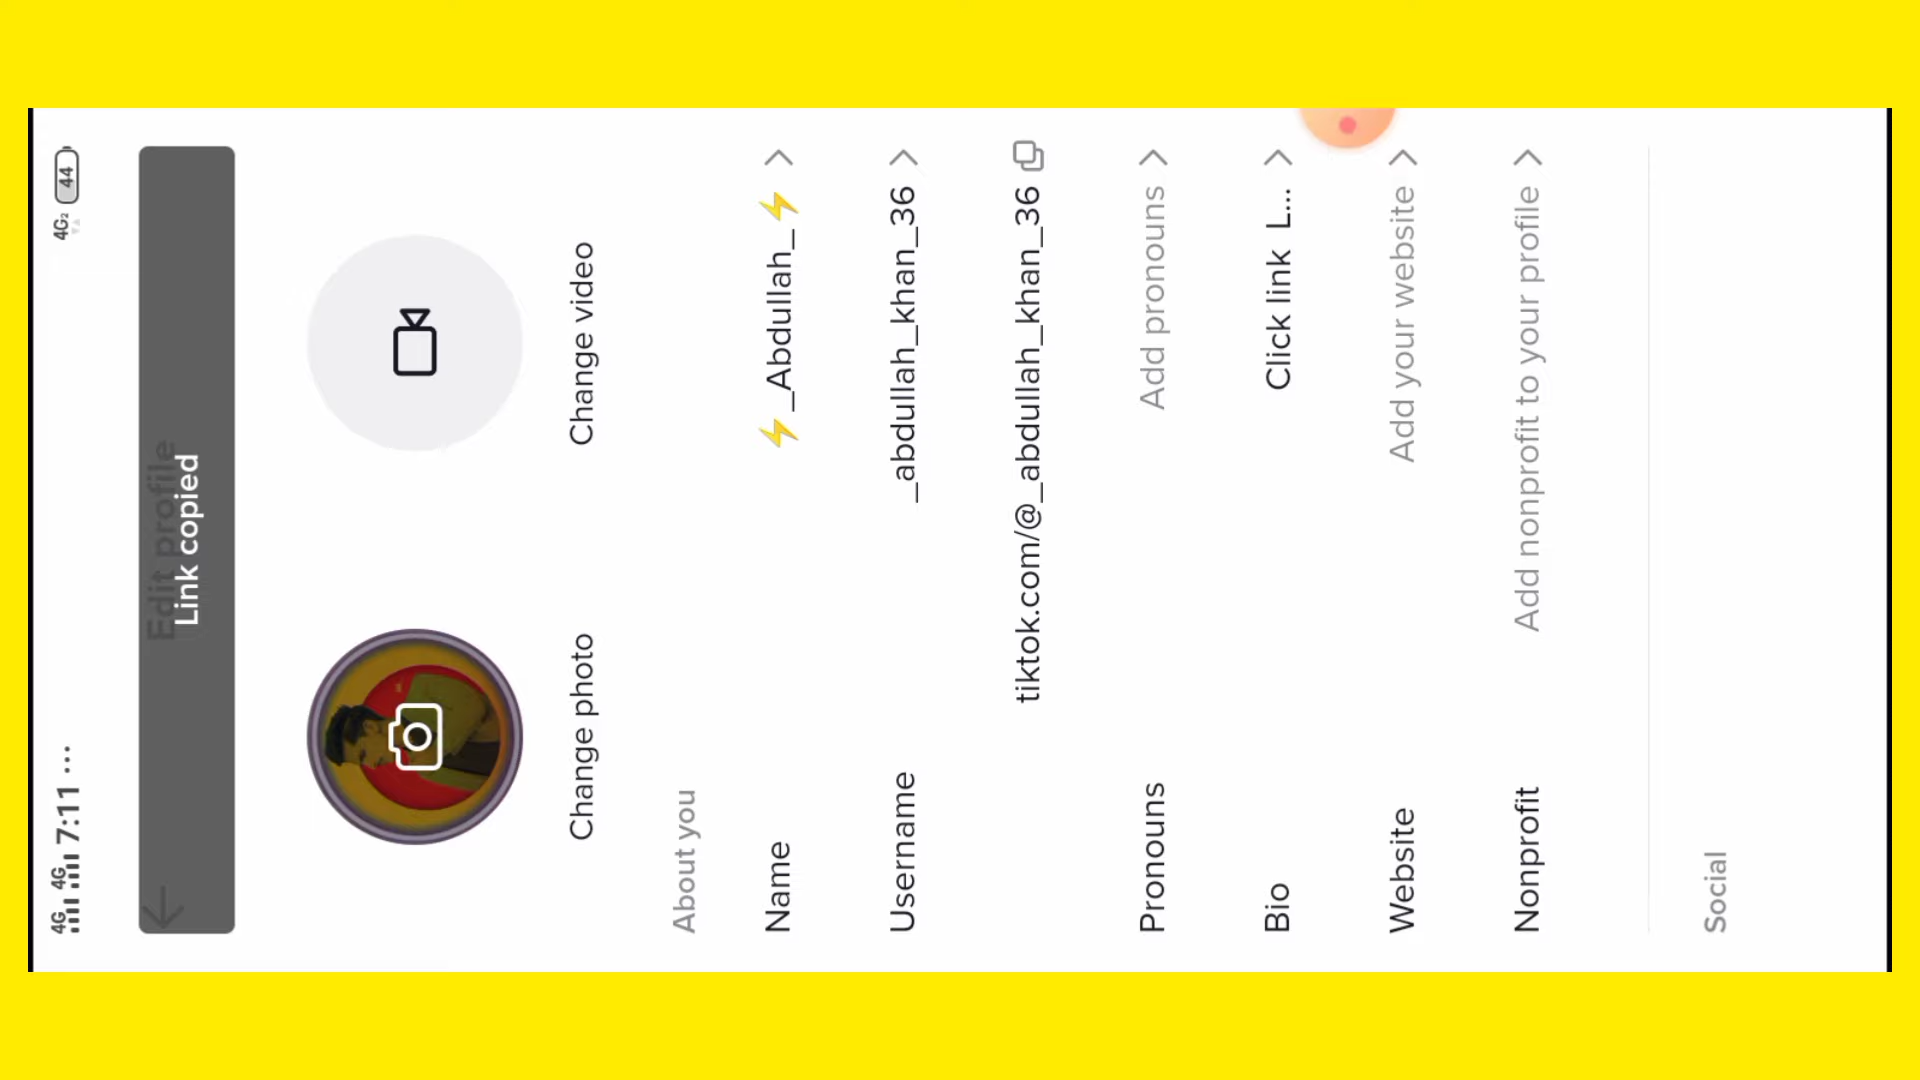 4G 4G 7:11 ... 4G2 44
Edit profile
Link copied
Change photo Change video
About you
Name ⚡_Abdullah_⚡
Username _abdullah_khan_36
tiktok.com/@_abdullah_khan_36
Pronouns Add pronouns
Bio Click link L...
Website Add your website
Nonprofit Add nonprofit to your profile
Social